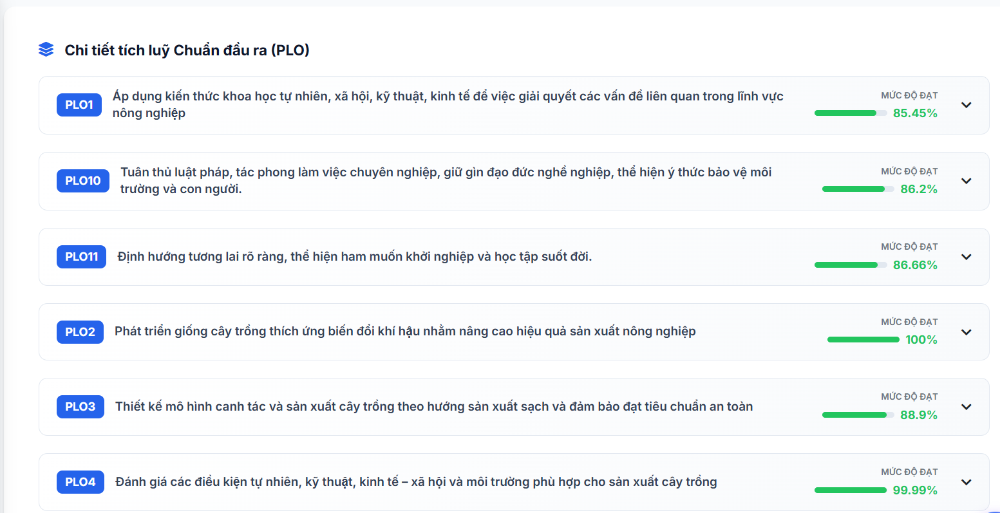 Chi tiết tích luỹ Chuẩn đầu ra (PLO)
PLO1
Áp dụng kiến thức khoa học tự nhiên, xã hội, kỹ thuật, kinh tế để việc giải quyết các vấn đề liên quan trong lĩnh vực
nông nghiệp
MỨC ĐỘ ĐẠT
85.45%
PLO10
Tuân thủ luật pháp, tác phong làm việc chuyên nghiệp, giữ gìn đạo đức nghề nghiệp, thể hiện ý thức bảo vệ môi
trường và con người.
MỨC ĐỘ ĐẠT
86.2%
PLO11
Định hướng tương lai rõ ràng, thể hiện ham muốn khởi nghiệp và học tập suốt đời.
MỨC ĐỘ ĐẠT
86.66%
PLO2
Phát triển giống cây trồng thích ứng biến đổi khí hậu nhằm nâng cao hiệu quả sản xuất nông nghiệp
MỨC ĐỘ ĐẠT
100%
PLO3
Thiết kế mô hình canh tác và sản xuất cây trồng theo hướng sản xuất sạch và đảm bảo đạt tiêu chuẩn an toàn
MỨC ĐỘ ĐẠT
88.9%
PLO4
Đánh giá các điều kiện tự nhiên, kỹ thuật, kinh tế – xã hội và môi trường phù hợp cho sản xuất cây trồng
MỨC ĐỘ ĐẠT
99.99%